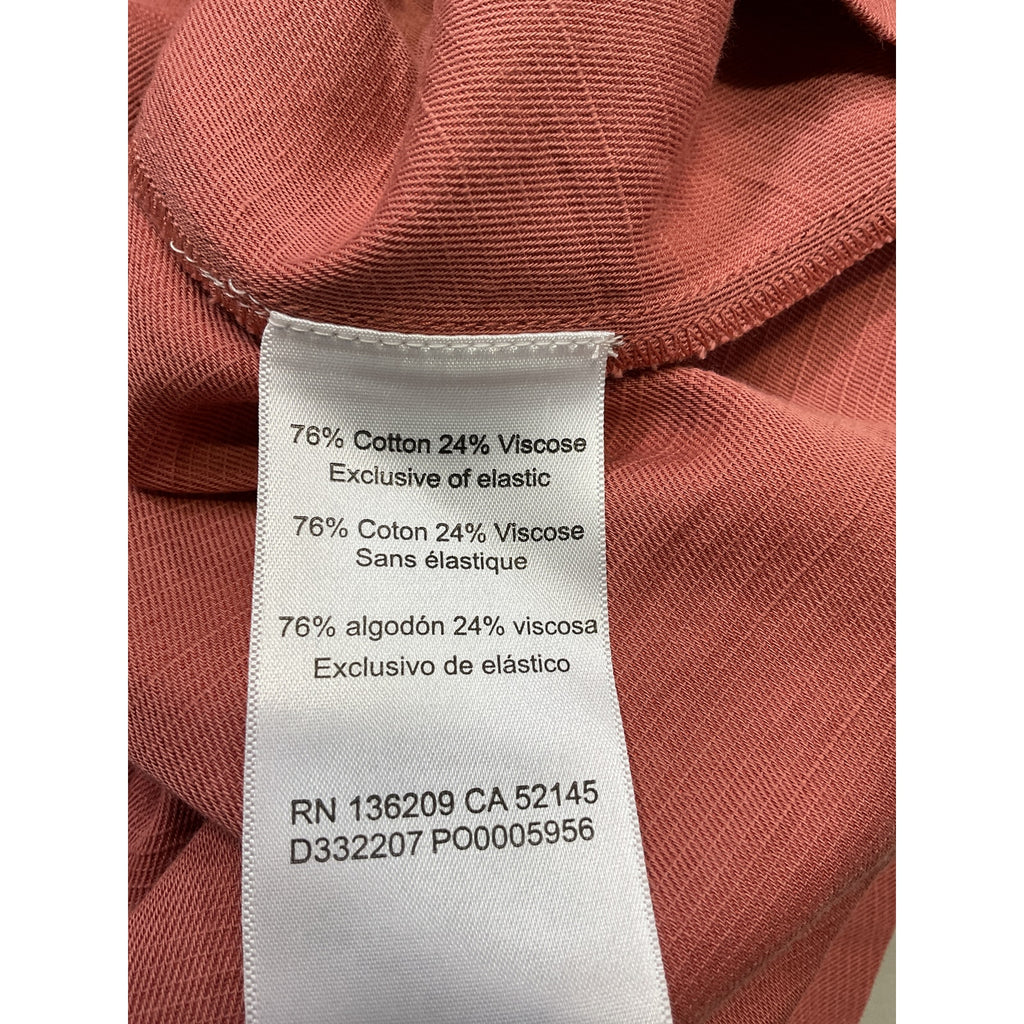 76% Cotton 24% Viscose
Exclusive of elastic
76% Coton 24% Viscose
Sans élastique
76% algodón 24% viscosa
Exclusivo de elástico
RN 136209 CA 52145
D332207 PO0005956